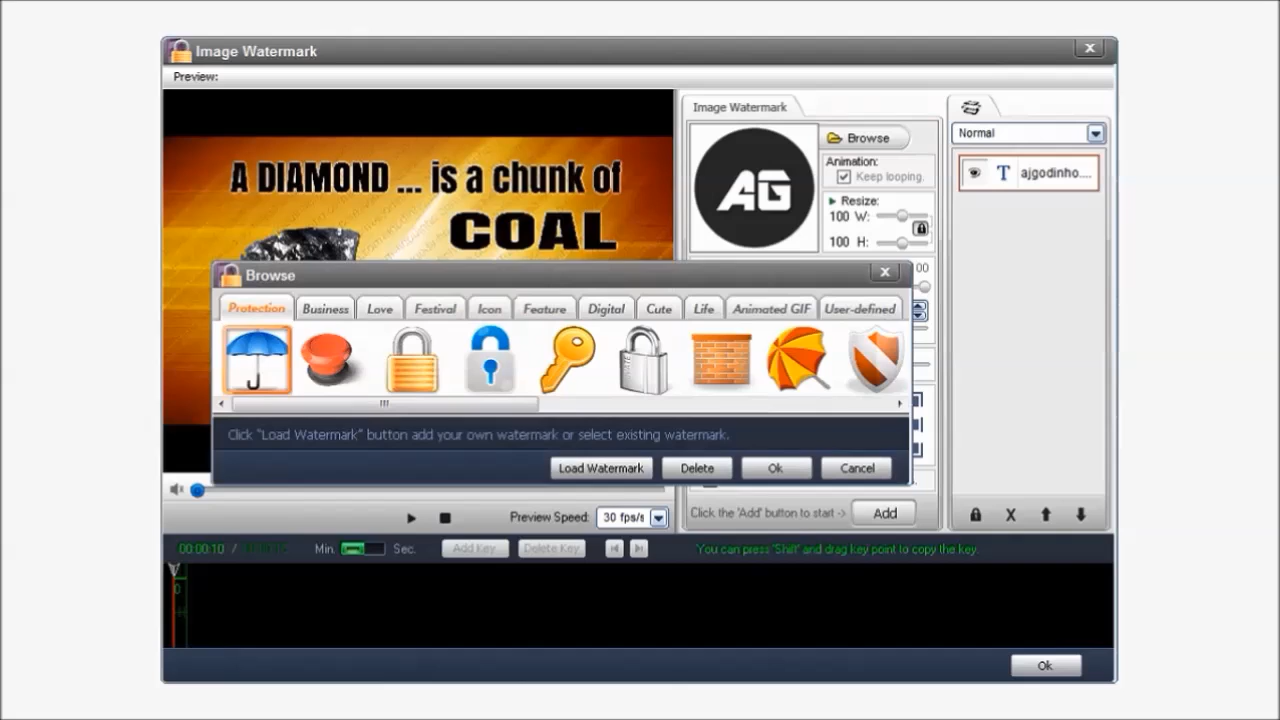 Image Watermark
Preview:
Image Watermark
Normal
A DIAMOND ... is a chunk of
COAL
AG
Browse
Animation:
Keep looping.
Resize:
100 W:
100 H:
T ajgodinho....
00
Browse
Protection Business Love Festival Icon Feature Digital Cute Life Animated GIF User-defined
Click "Load Watermark" button add your own watermark or select existing watermark.
Load Watermark Delete Ok Cancel
Preview Speed: 30 fp/s
Click the 'Add' button to start -> Add
X
00:00:10 /
Min. Sec. Add Key Delete Key You can press 'Shift' and drag key point to copy the key.
0
Ok